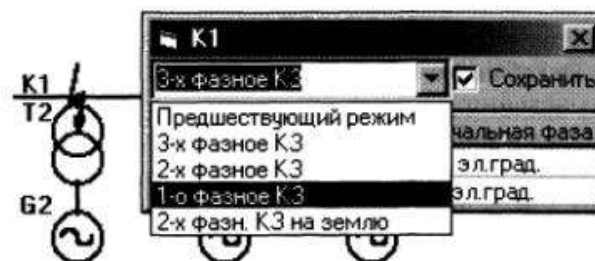 K1
3-х фазное КЗ
Сохранить
K1
T2
Предшествующий режим
3-х фазное КЗ
чальная фаза
2-х фазное КЗ
эл.град.
1-о фазное КЗ
эл.град.
2-х фазн. КЗ на землю
G2